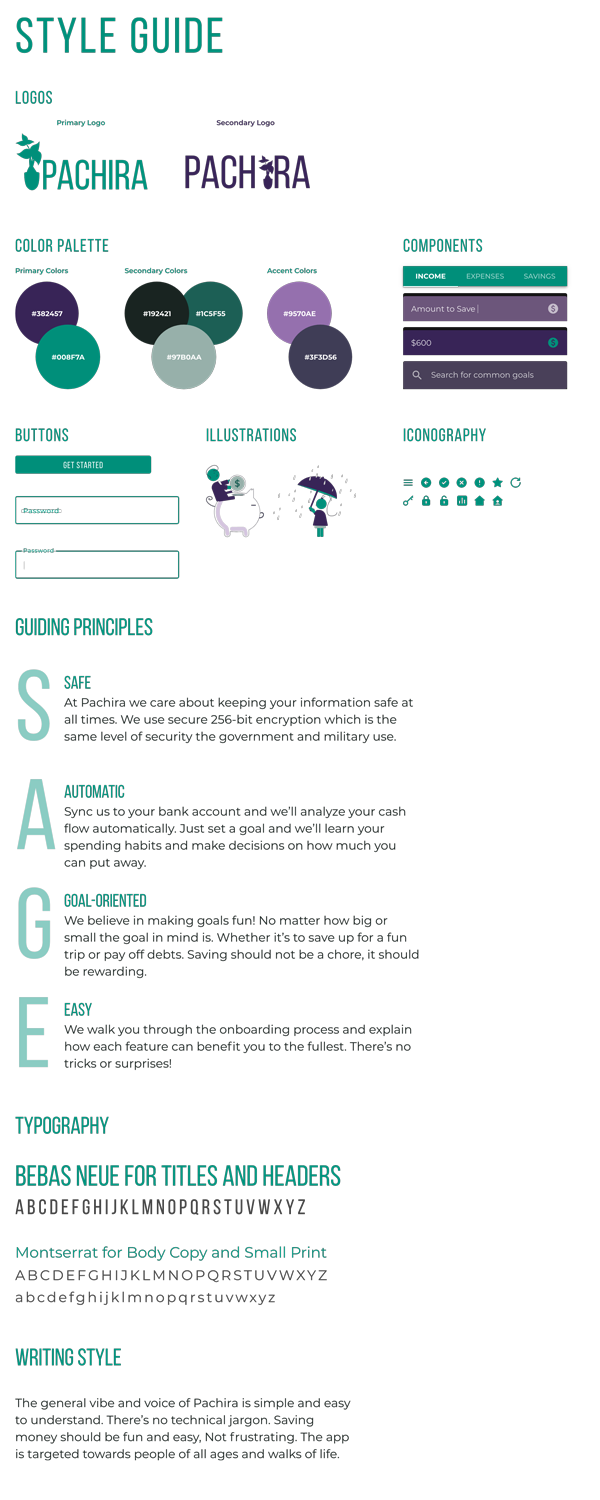 STYLE GUIDE
LOGOS
Primary Logo
Secondary Logo
PACHIRA
PACHIRA
COLOR PALETTE
Primary Colors
Secondary Colors
Accent Colors
#382457
#008F7A
#192421
#1C5F55
#97B0AA
#9570AE
#3F3D56
COMPONENTS
INCOME EXPENSES SAVINGS
Amount to Save
$
$600
$
Search for common goals
BUTTONS
GET STARTED
Password
Password
ILLUSTRATIONS
$
ICONOGRAPHY
GUIDING PRINCIPLES
S
SAFE
At Pachira we care about keeping your information safe at
all times. We use secure 256-bit encryption which is the
same level of security the government and military use.
A
AUTOMATIC
Sync us to your bank account and we’ll analyze your cash
flow automatically. Just set a goal and we’ll learn your
spending habits and make decisions on how much you
can put away.
G
GOAL-ORIENTED
We believe in making goals fun! No matter how big or
small the goal in mind is. Whether it’s to save up for a fun
trip or pay off debts. Saving should not be a chore, it should
be rewarding.
E
EASY
We walk you through the onboarding process and explain
how each feature can benefit you to the fullest. There’s no
tricks or surprises!
TYPOGRAPHY
BEBAS NEUE FOR TITLES AND HEADERS
ABCDEFGHIJKLMNOPQRSTUVWXYZ
Montserrat for Body Copy and Small Print
ABCDEFGHIJKLMNOPQRSTUVWXYZ
abcdefghijklmnopqrstuvwxyz
WRITING STYLE
The general vibe and voice of Pachira is simple and easy
to understand. There’s no technical jargon. Saving
money should be fun and easy, Not frustrating. The app
is targeted towards people of all ages and walks of life.